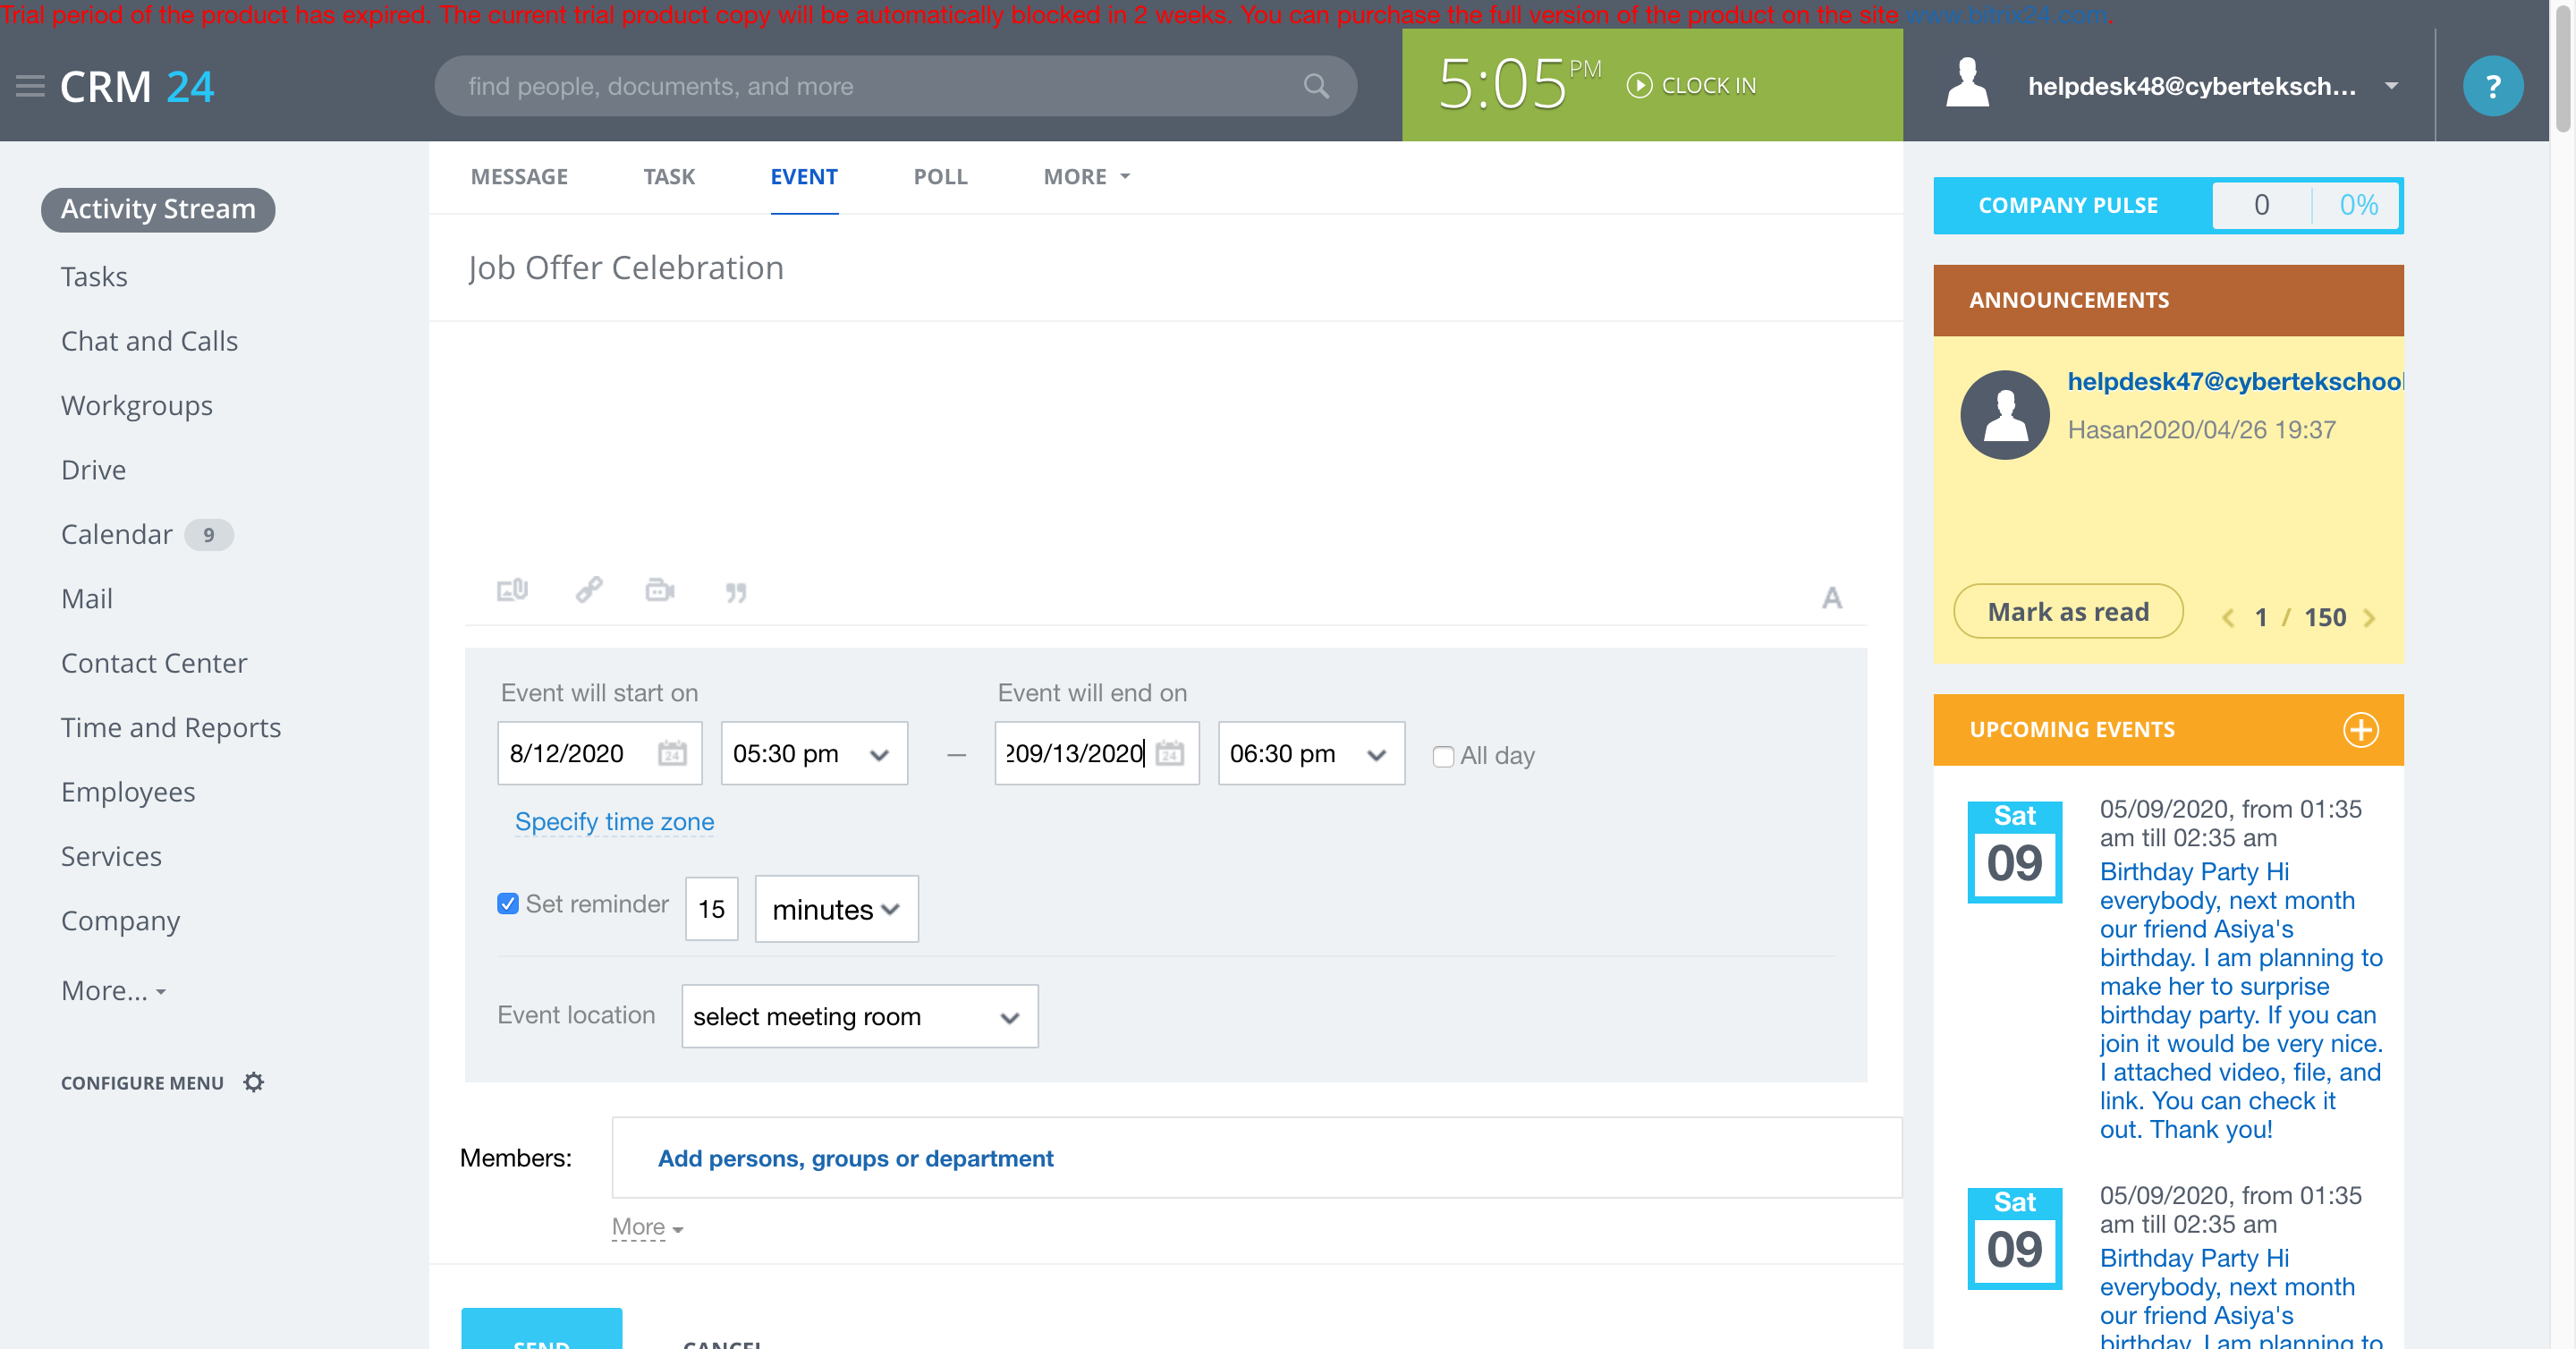 Trial period of the product has expired. The current trial product copy will be automatically blocked in 2 weeks. You can purchase the full version of the product on the site www.bitrix24.com.
CRM 24
find people, documents, and more
5:05 PM
CLOCK IN
helpdesk48@cyberteksch...
?
Activity Stream
Tasks
Chat and Calls
Workgroups
Drive
Calendar 9
Mail
Contact Center
Time and Reports
Employees
Services
Company
More...
CONFIGURE MENU
MESSAGE TASK EVENT POLL MORE
Job Offer Celebration
A
Event will start on
Event will end on
8/12/2020 24 05:30 pm — 209/13/2020 24 06:30 pm All day
Specify time zone
Set reminder 15 minutes
Event location select meeting room
Members: Add persons, groups or department
More
SEND CANCEL
COMPANY PULSE 0 0%
ANNOUNCEMENTS
helpdesk47@cybertekschool
Hasan2020/04/26 19:37
Mark as read 1 / 150
UPCOMING EVENTS
Sat
09
05/09/2020, from 01:35
am till 02:35 am
Birthday Party Hi
everybody, next month
our friend Asiya's
birthday. I am planning to
make her to surprise
birthday party. If you can
join it would be very nice.
I attached video, file, and
link. You can check it
out. Thank you!
Sat
09
05/09/2020, from 01:35
am till 02:35 am
Birthday Party Hi
everybody, next month
our friend Asiya's
birthday. I am planning to